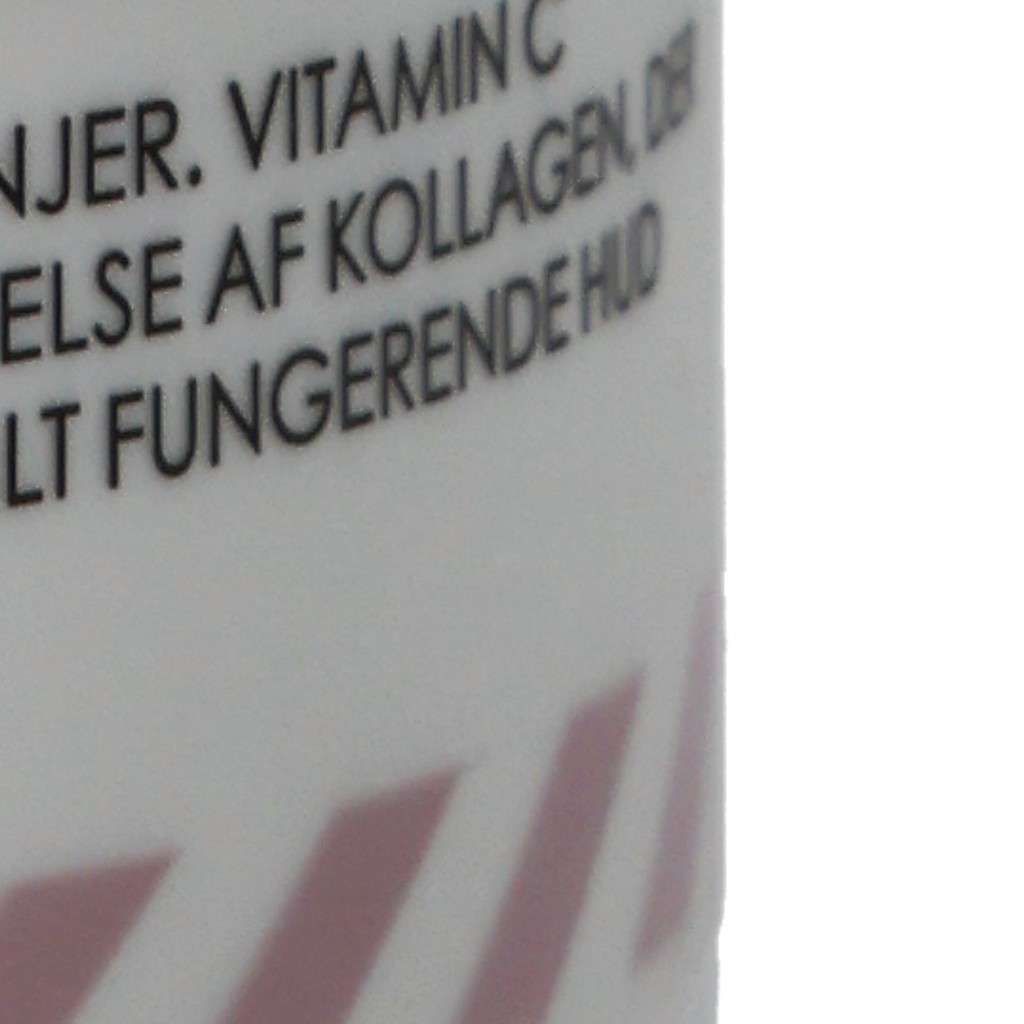 NJER. VITAMIN C
ELSE AF KOLLAGEN, DER
LT FUNGERENDE HUD